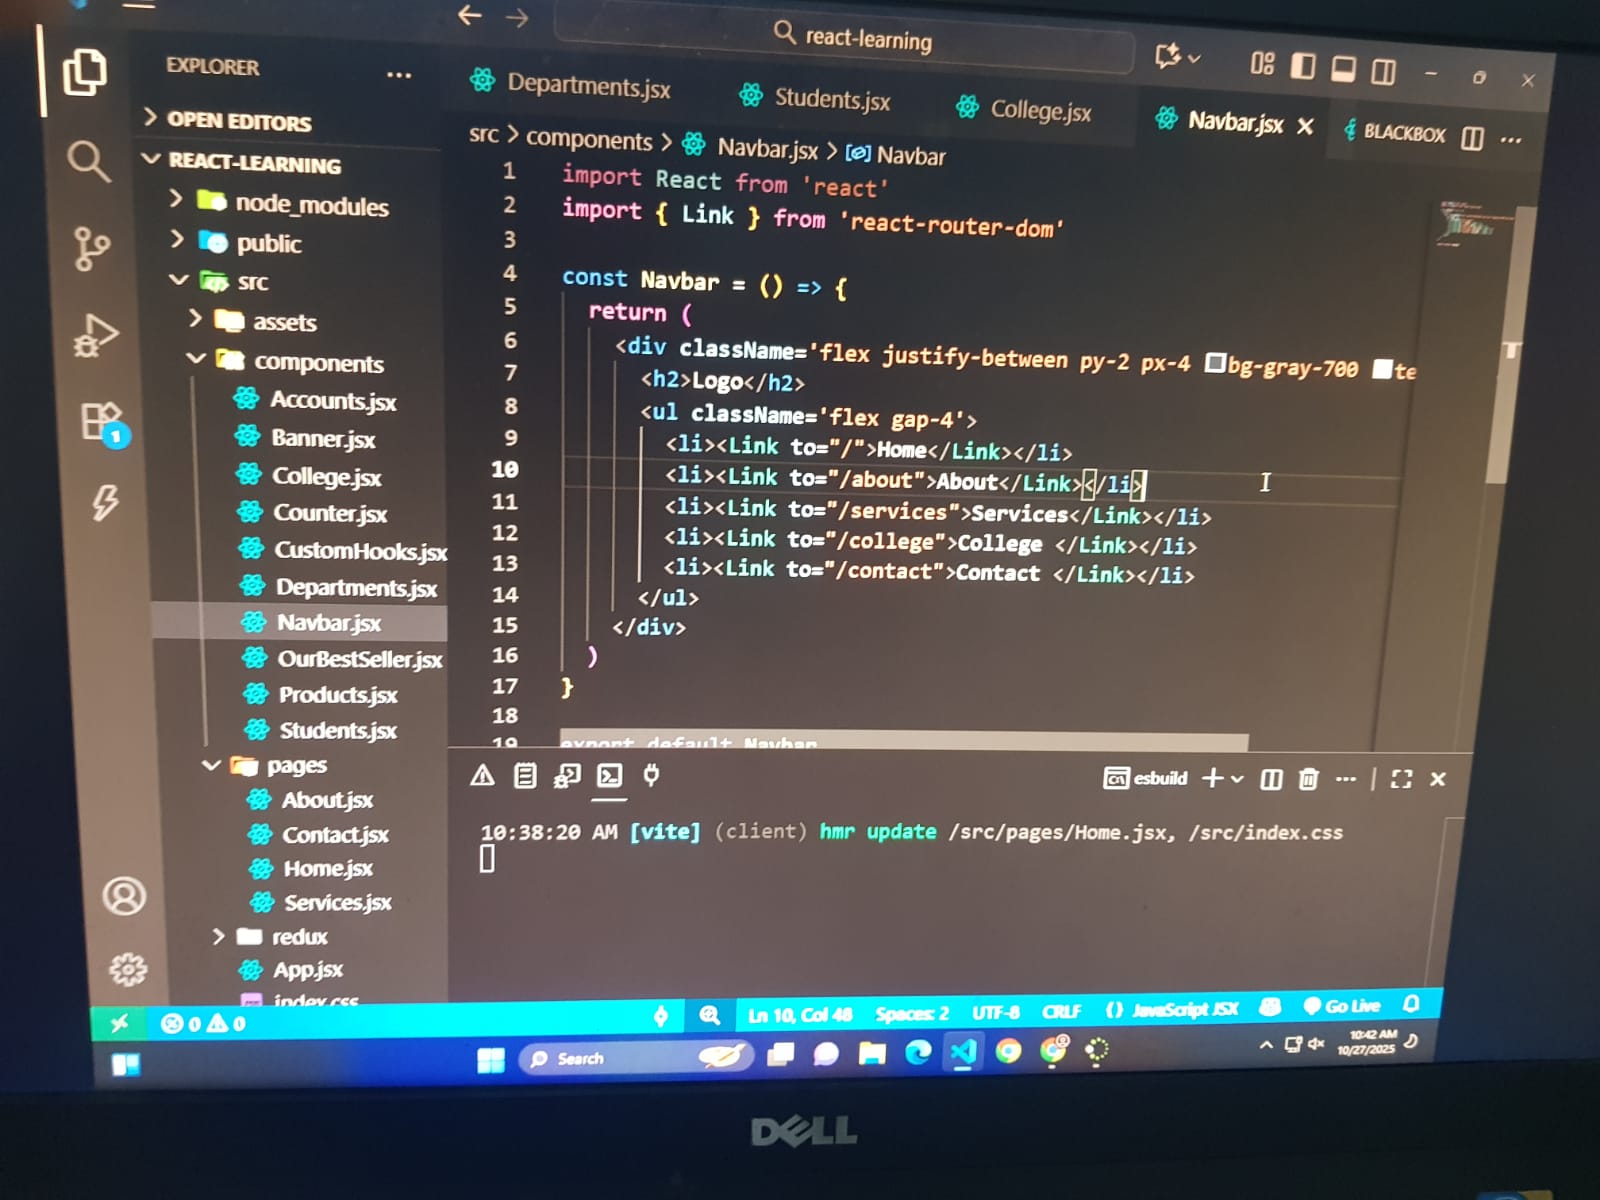 react-learning
EXPLORER
OPEN EDITORS
REACT-LEARNING
node_modules
public
src
assets
components
Accounts.jsx
Banner.jsx
College.jsx
Counter.jsx
CustomHooks.jsx
Departments.jsx
Navbar.jsx
OurBestSeller.jsx
Products.jsx
Students.jsx
pages
About.jsx
Contact.jsx
Home.jsx
Services.jsx
redux
App.jsx
index.css
Departments.jsx Students.jsx College.jsx Navbar.jsx BLACKBOX
src > components > Navbar.jsx > Navbar
1 import React from 'react'
2 import { Link } from 'react-router-dom'
3
4 const Navbar = () => {
5 return (
6 <div className='flex justify-between py-2 px-4 bg-gray-700 te
7 <h2>Logo</h2>
8 <ul className='flex gap-4'>
9 <li><Link to="/">Home</Link></li>
10 <li><Link to="/about">About</Link></li>
11 <li><Link to="/services">Services</Link></li>
12 <li><Link to="/college">College </Link></li>
13 <li><Link to="/contact">Contact </Link></li>
14 </ul>
15 </div>
16 )
17 }
18
19 export default Navbar
esbuild
10:38:20 AM [vite] (client) hmr update /src/pages/Home.jsx, /src/index.css
1
0 0 Ln 10, Col 48 Spaces: 2 UTF-8 CRLF {} JavaScript JSX Go Live
Search
10:42 AM
10/27/2025
DELL